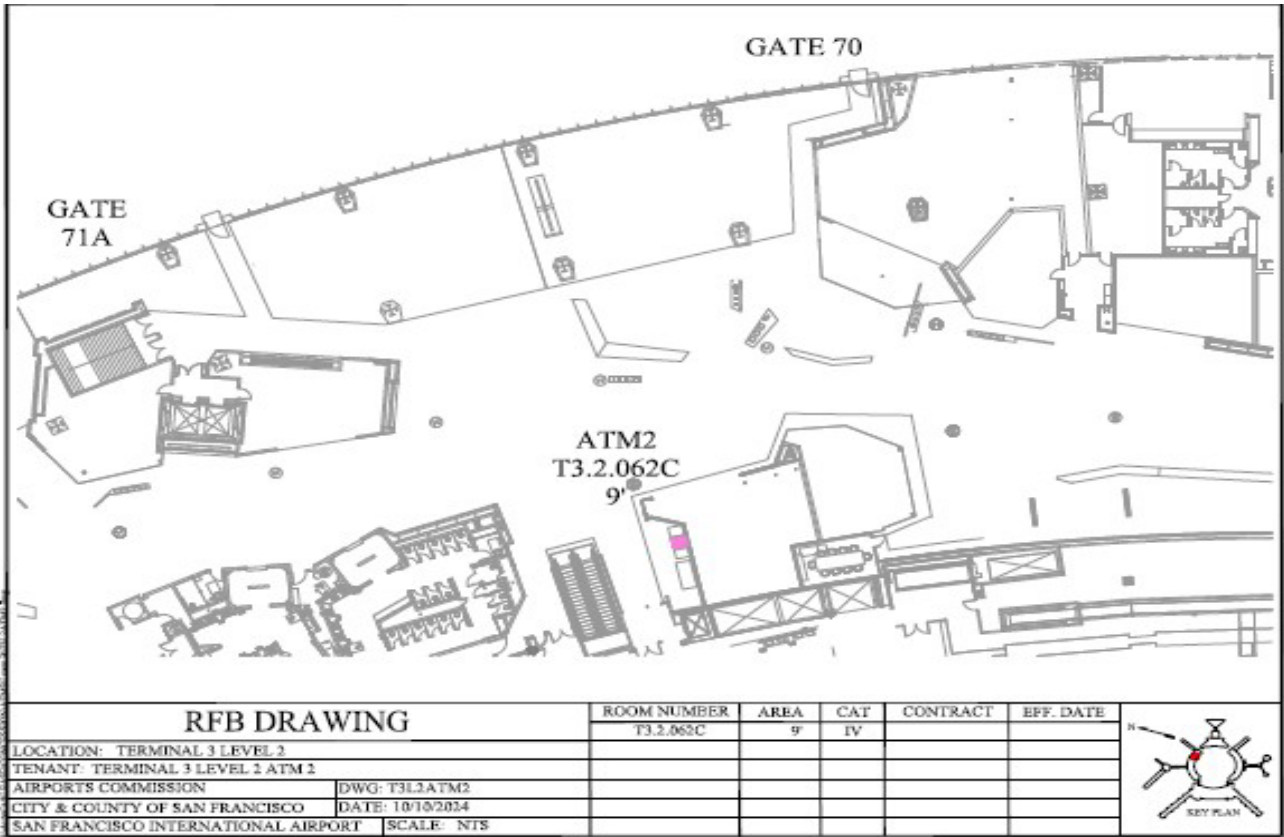 GATE 70
GATE
71A
ATM2
T3.2.062C
9'
RFB DRAWING
ROOM NUMBER AREA CAT CONTRACT EFF. DATE
T3.2.062C 9' IV
LOCATION: TERMINAL 3 LEVEL 2
TENANT: TERMINAL 3 LEVEL 2 ATM 2
AIRPORTS COMMISSION DWG: T3L2ATM2
CITY & COUNTY OF SAN FRANCISCO DATE: 10/10/2024
SAN FRANCISCO INTERNATIONAL AIRPORT SCALE: NTS
N
KEY PLAN